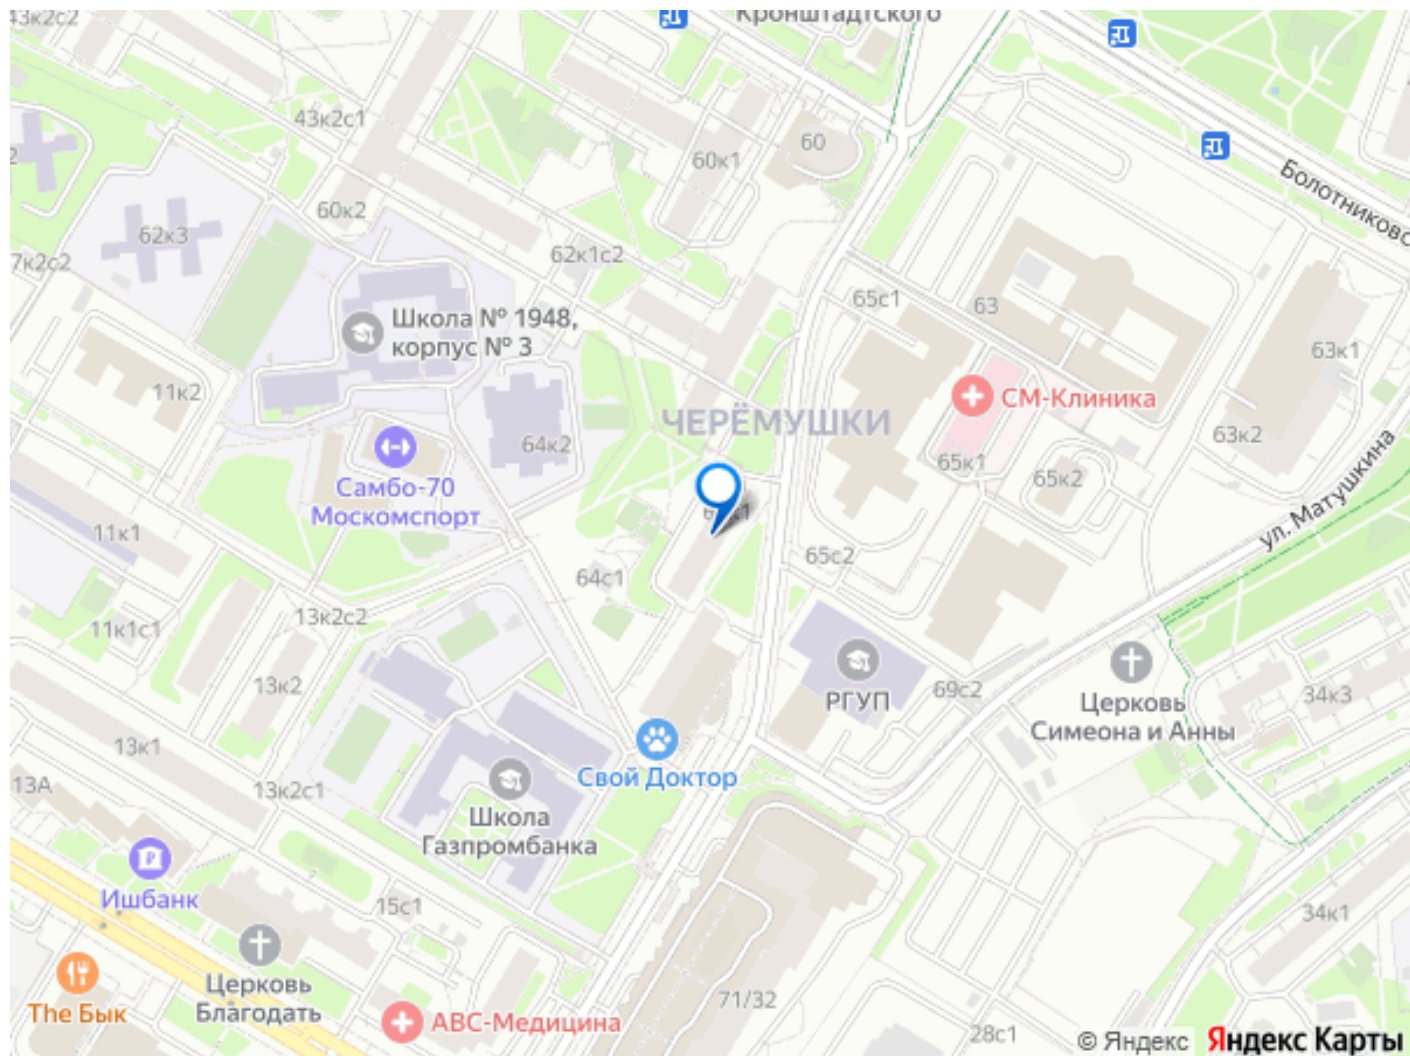 43к2с2
Кронштадтского
43к2с1
60
60к1
Болотниковс
60к2
62к3
62к1с2
7к2с2
65с1
63
Школа № 1948,
корпус № 3
63к1
11к2
СМ-Клиника
ЧЕРЁМУШКИ
63к2
64к2
65к1
65к2
Самбо-70
Москомспорт
ул. Матушкина
11к1
65с2
64с1
13к2с2
11к1с1
13к2
РГУП
69с2
34к3
Церковь
Симеона и Анны
13к1
Свой Доктор
13А
13к2с1
Школа
Газпромбанка
Ишбанк
15с1
34к1
Церковь
Благодать
The Бык
АВС-Медицина
71/32
28с1
© Яндекс Яндекс Карты